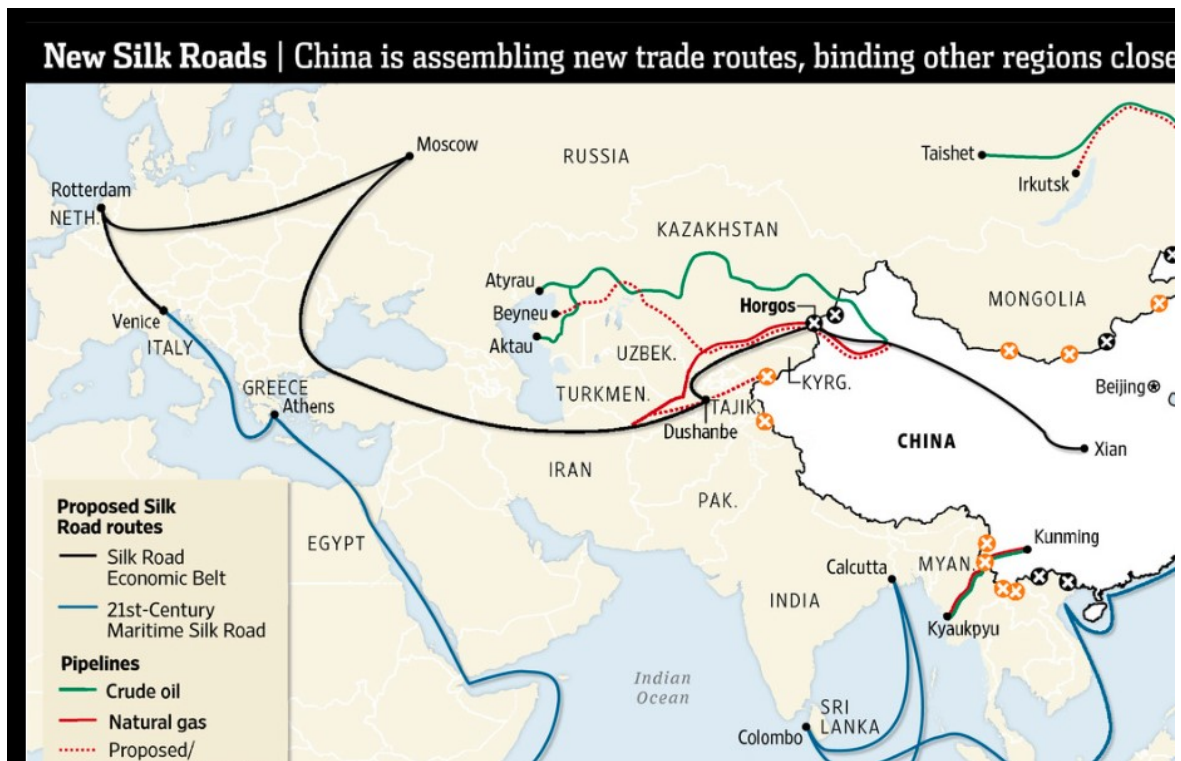 New Silk Roads | China is assembling new trade routes, binding other regions close
Moscow
RUSSIA
Taishet
Irkutsk
Rotterdam
NETH.
KAZAKHSTAN
Atyrau
Horgos
MONGOLIA
Beyneu
Venice
ITALY
Aktau
UZBEK.
KYRG.
Beijing
GREECE
Athens
TURKMEN.
TAJIK.
Dushanbe
CHINA
Xian
IRAN
PAK.
Proposed Silk
Road routes
Silk Road
Economic Belt
21st-Century
Maritime Silk Road
Pipelines
Crude oil
Natural gas
Proposed/
EGYPT
Kunming
Calcutta
MYAN.
INDIA
Kyaukpyu
Indian
Ocean
SRI
LANKA
Colombo